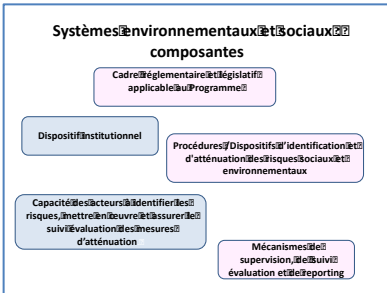 Systèmes environnementaux et sociaux
composantes
Cadre réglementaire et législatif
applicable au Programme
Dispositif institutionnel
Procédures / Dispositifs d'identification et
d'atténuation des risques sociaux et
environnementaux
Capacité des acteurs à identifier les
risques, mettre en œuvre et assurer le
suivi évaluation des mesures
d'atténuation
Mécanismes de
supervision, de suivi
évaluation et de reporting